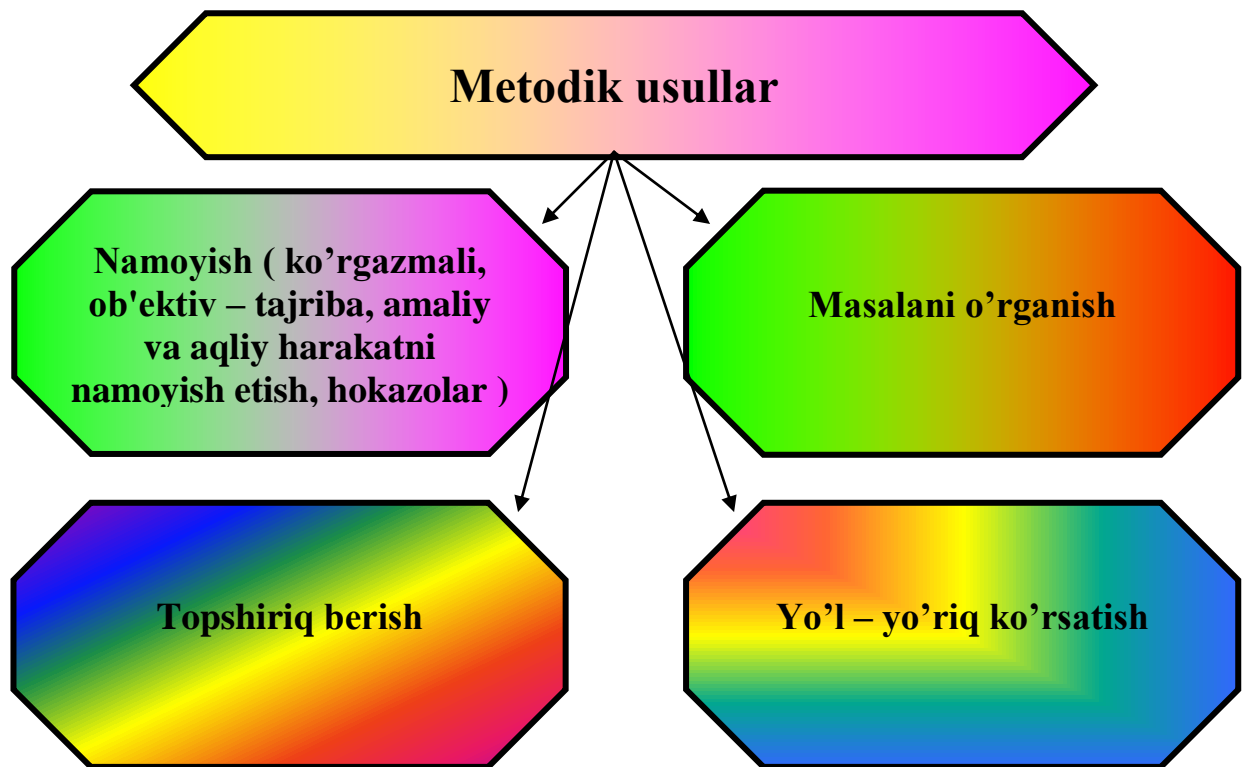 Metodik usullar
Namoyish ( ko’rgazmali,
ob'ektiv – tajriba, amaliy
va aqliy harakatni
namoyish etish, hokazolar )
Masalani o’rganish
Topshiriq berish
Yo’l – yo’riq ko’rsatish